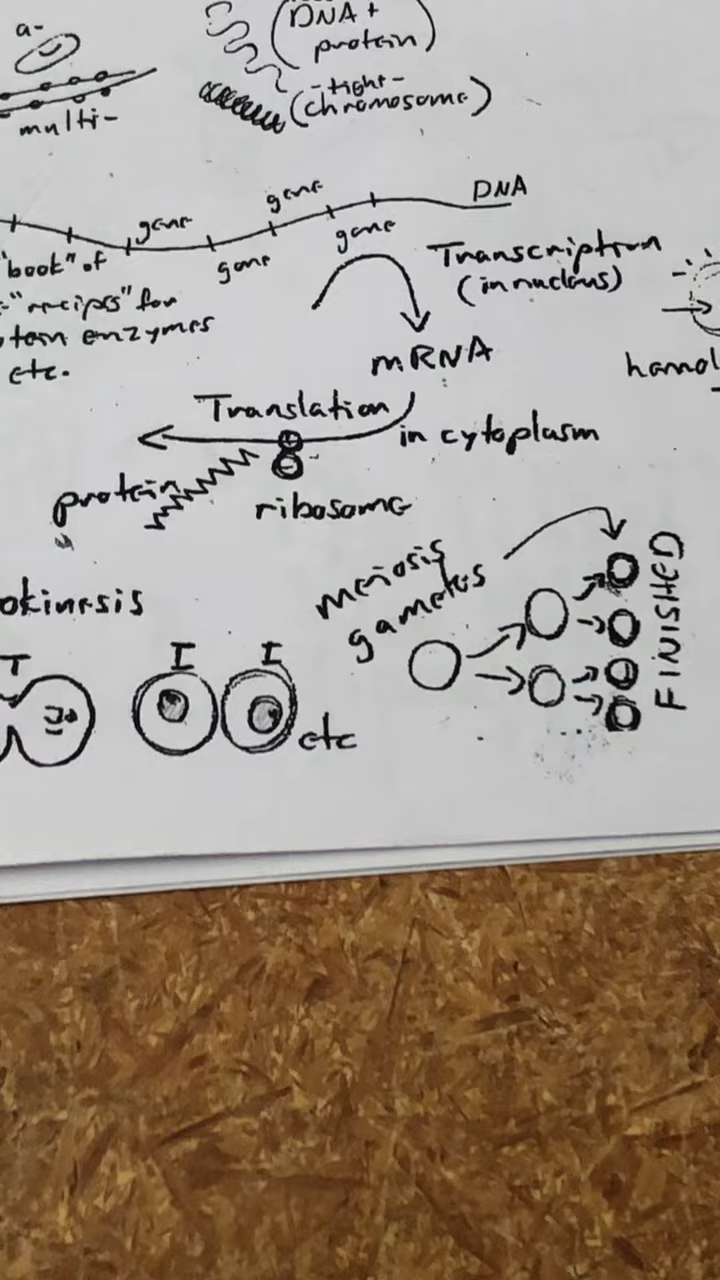 a-
multi-
(DNA +
protein)
-tight-
(chromosome)
gene
gene
gene
gene
DNA
"book" of
"recipes" for
enzymes
etc.
Transcription
(in nucleus)
mRNA
Translation
in cytoplasm
protein
ribosome
homol
okinesis
T
I
I
etc
meiosis
gametes
FINISHED